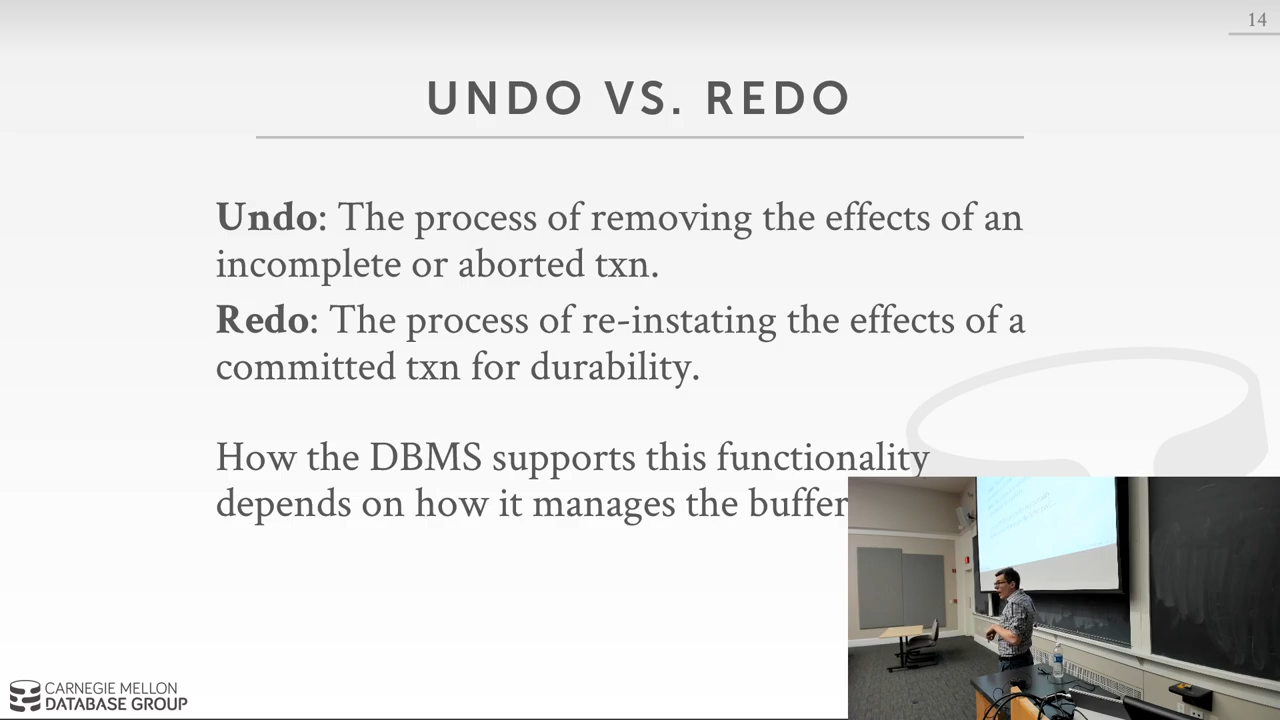 14
UNDO VS. REDO
Undo: The process of removing the effects of an
incomplete or aborted txn.
Redo: The process of re-instating the effects of a
committed txn for durability.
How the DBMS supports this functionality
depends on how it manages the buffer
CARNEGIE MELLON
DATABASE GROUP